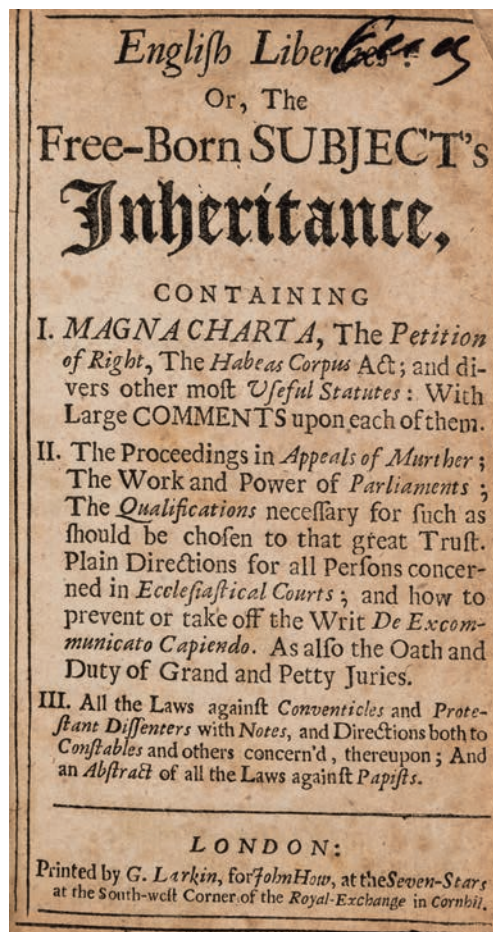 Engliſh Liberties:
Or, The
Free-Born SUBJECT's
Inheritance,
CONTAINING
I. MAGNA CHARTA, The Petition
of Right, The Habeas Corpus Act; and di-
vers other moſt Uſeful Statutes: With
Large COMMENTS upon each of them.
II. The Proceedings in Appeals of Murther;
The Work and Power of Parliaments;
The Qualifications neceſſary for ſuch as
ſhould be choſen to that great Truſt.
Plain Directions for all Perſons concer-
ned in Eccleſiaſtical Courts; and how to
prevent or take off the Writ De Excom-
municato Capiendo. As alſo the Oath and
Duty of Grand and Petty Juries.
III. All the Laws againſt Conventicles and Prote-
ſtant Diſſenters with Notes, and Directions both to
Conſtables and others concern'd, thereupon; And
an Abſtract of all the Laws againſt Papiſts.
LONDON:
Printed by G. Larkin, for John How, at the Seven-Stars
at the South-weſt Corner of the Royal-Exchange in Cornhil.